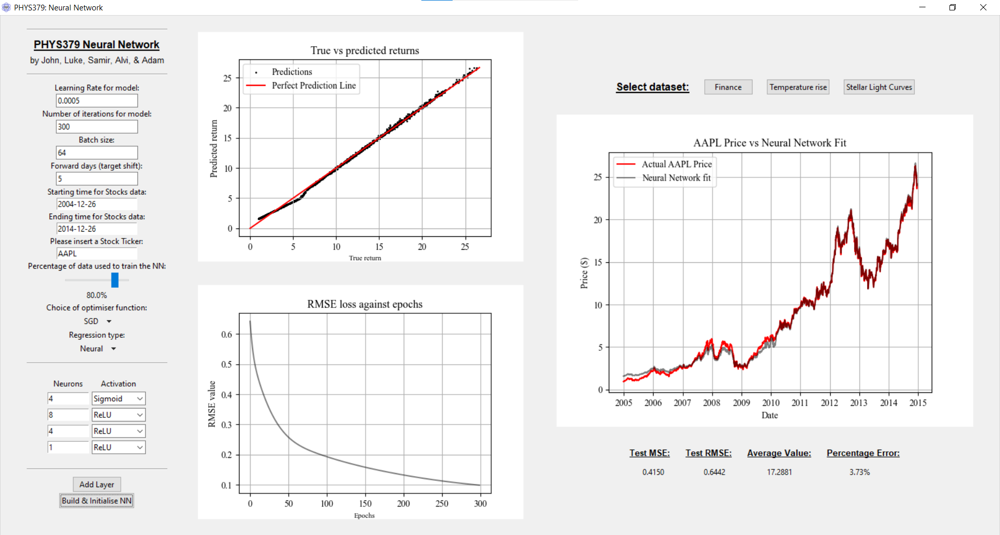 PHYS379: Neural Network
PHYS379 Neural Network
by John, Luke, Samir, Alvi, & Adam
Learning Rate for model:
0.0005
Number of iterations for model:
300
Batch size:
64
Forward days (target shift):
5
Starting time for Stocks data:
2004-12-26
Ending time for Stocks data:
2014-12-26
Please insert a Stock Ticker:
AAPL
Percentage of data used to train the NN:
80.0%
Choice of optimiser function:
SGD
Regression type:
Neural
Neurons Activation
4 Sigmoid
8 ReLU
4 ReLU
1 ReLU
Add Layer
Build & Initialise NN
True vs predicted returns
Predictions
Perfect Prediction Line
Predicted return
25
20
15
10
5
0
0 5 10 15 20 25
True return
RMSE loss against epochs
RMSE value
0.6
0.5
0.4
0.3
0.2
0.1
0 50 100 150 200 250 300
Epochs
Select dataset: Finance Temperature rise Stellar Light Curves
AAPL Price vs Neural Network Fit
Actual AAPL Price
Neural Network fit
Price ($)
25
20
15
10
5
0
2005 2006 2007 2008 2009 2010 2011 2012 2013 2014 2015
Date
Test MSE: Test RMSE: Average Value: Percentage Error:
0.4150 0.6442 17.2881 3.73%